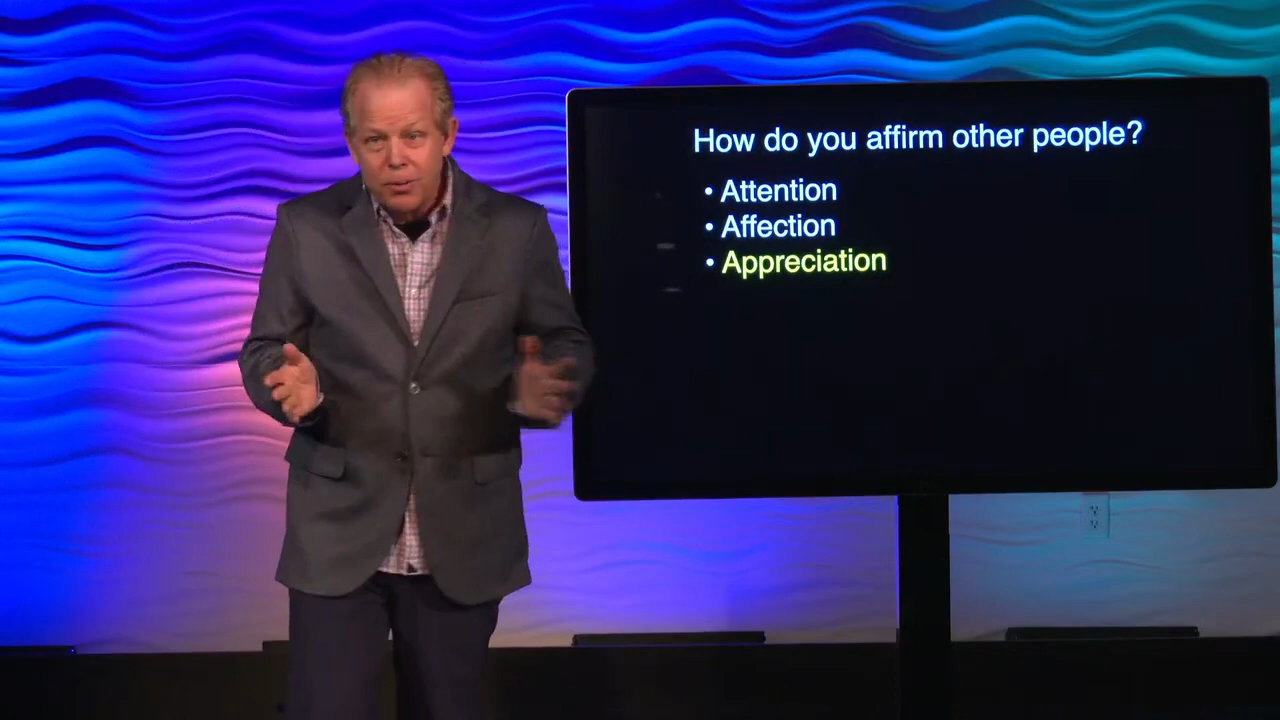 How do you affirm other people?
• Attention
• Affection
• Appreciation